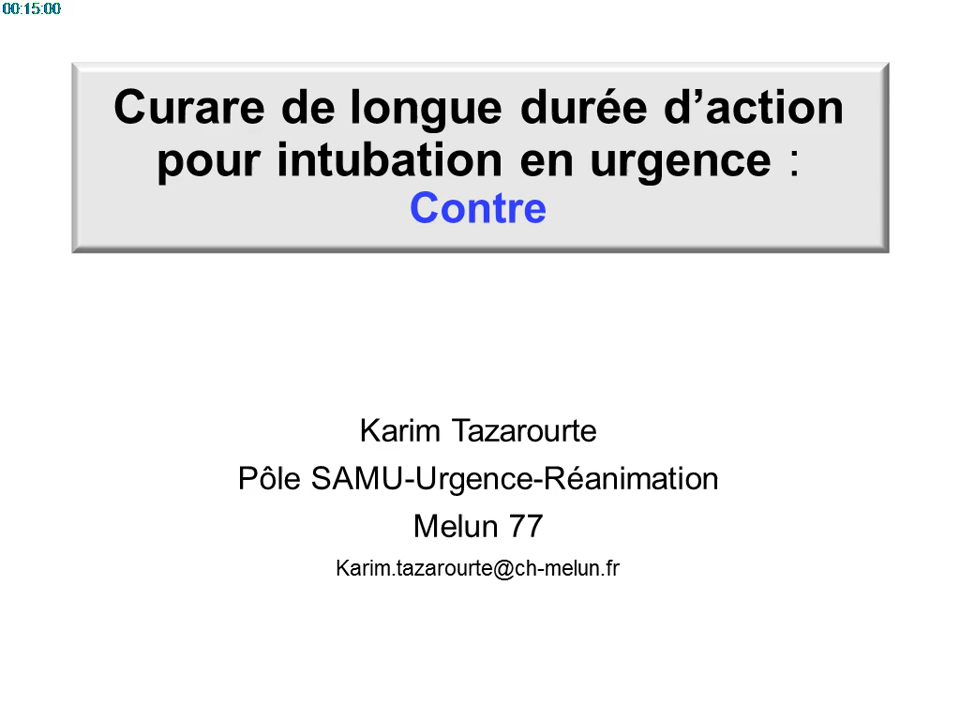 00:15:00
Curare de longue durée d’action
pour intubation en urgence :
Contre
Karim Tazarourte
Pôle SAMU-Urgence-Réanimation
Melun 77
Karim.tazarourte@ch-melun.fr